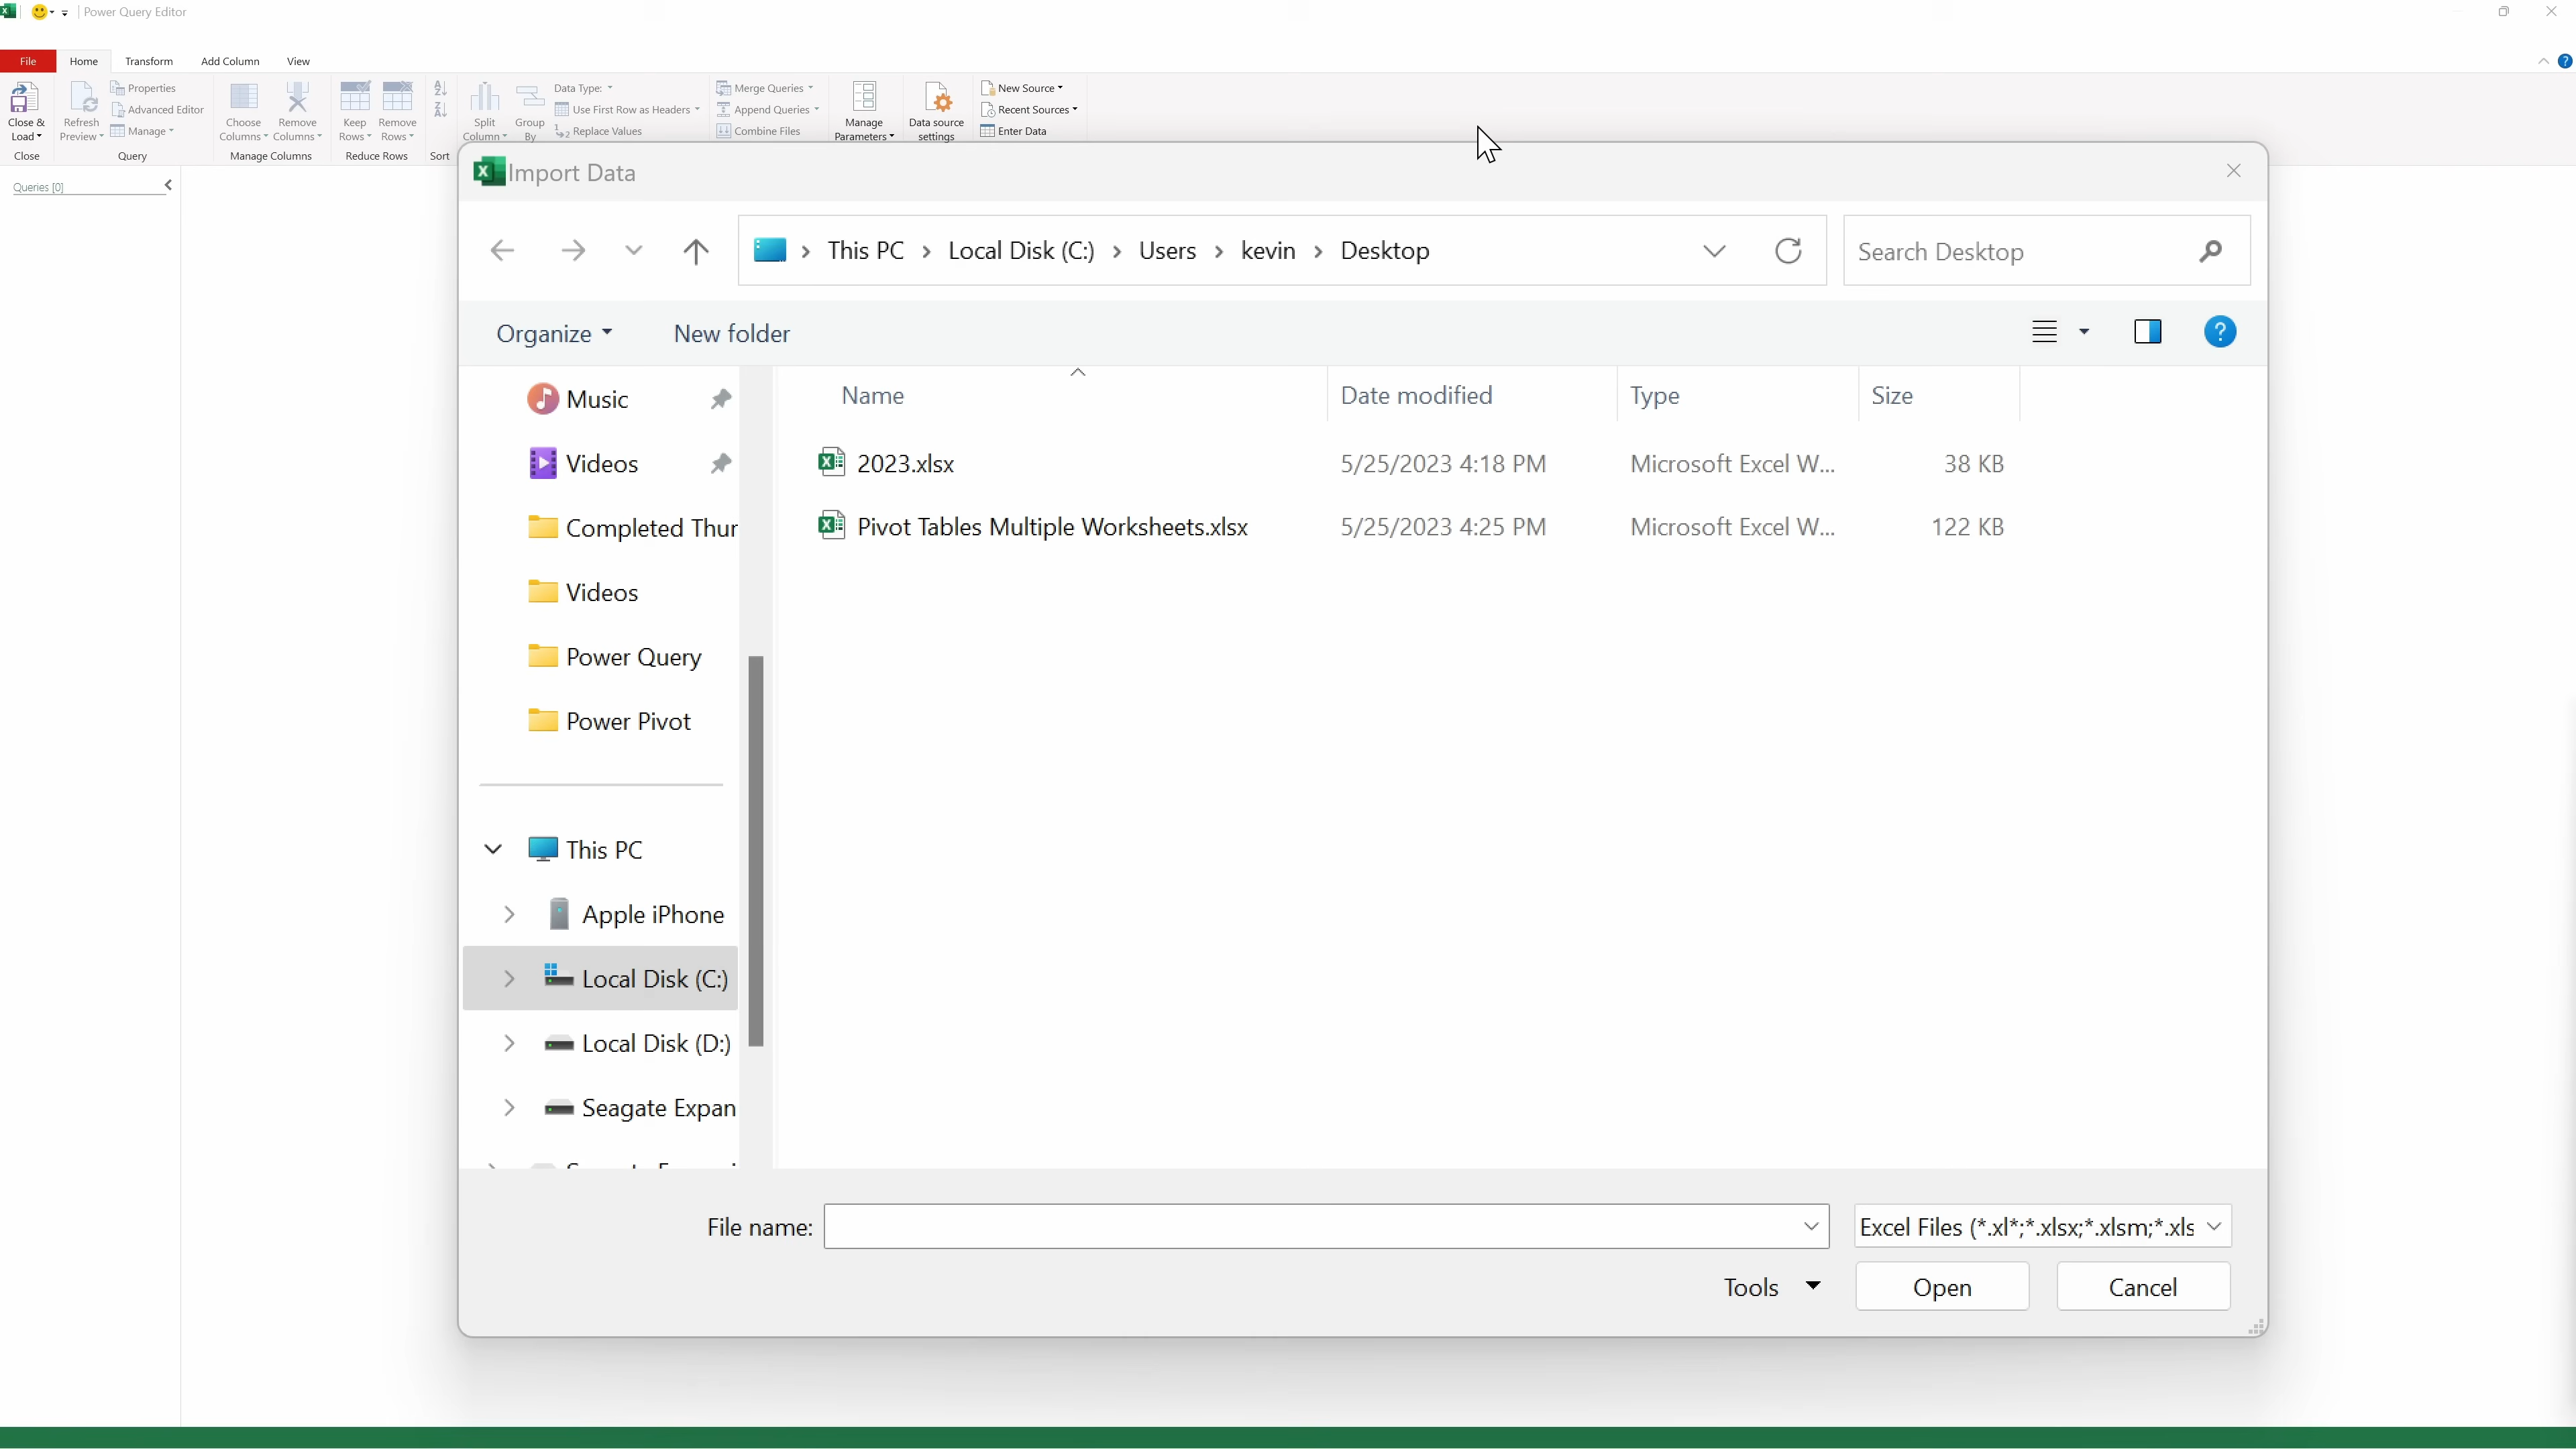 Power Query Editor
File Home Transform Add Column View
Close & Load
Close
Refresh Preview
Properties
Advanced Editor
Manage
Query
Choose Columns
Remove Columns
Manage Columns
Keep Rows
Remove Rows
Reduce Rows
Sort
Split Column
Group By
Data Type:
Use First Row as Headers
Replace Values
Merge Queries
Append Queries
Combine Files
Manage Parameters
Data source settings
New Source
Recent Sources
Enter Data
Queries [0]
Import Data
This PC > Local Disk (C:) > Users > kevin > Desktop
Search Desktop
Organize New folder
Music
Videos
Completed Thur
Videos
Power Query
Power Pivot
This PC
Apple iPhone
Local Disk (C:)
Local Disk (D:)
Seagate Expan
Name Date modified Type Size
2023.xlsx 5/25/2023 4:18 PM Microsoft Excel W... 38 KB
Pivot Tables Multiple Worksheets.xlsx 5/25/2023 4:25 PM Microsoft Excel W... 122 KB
File name:
Excel Files (*.xl*;*.xlsx;*.xlsm;*.xls
Tools Open Cancel